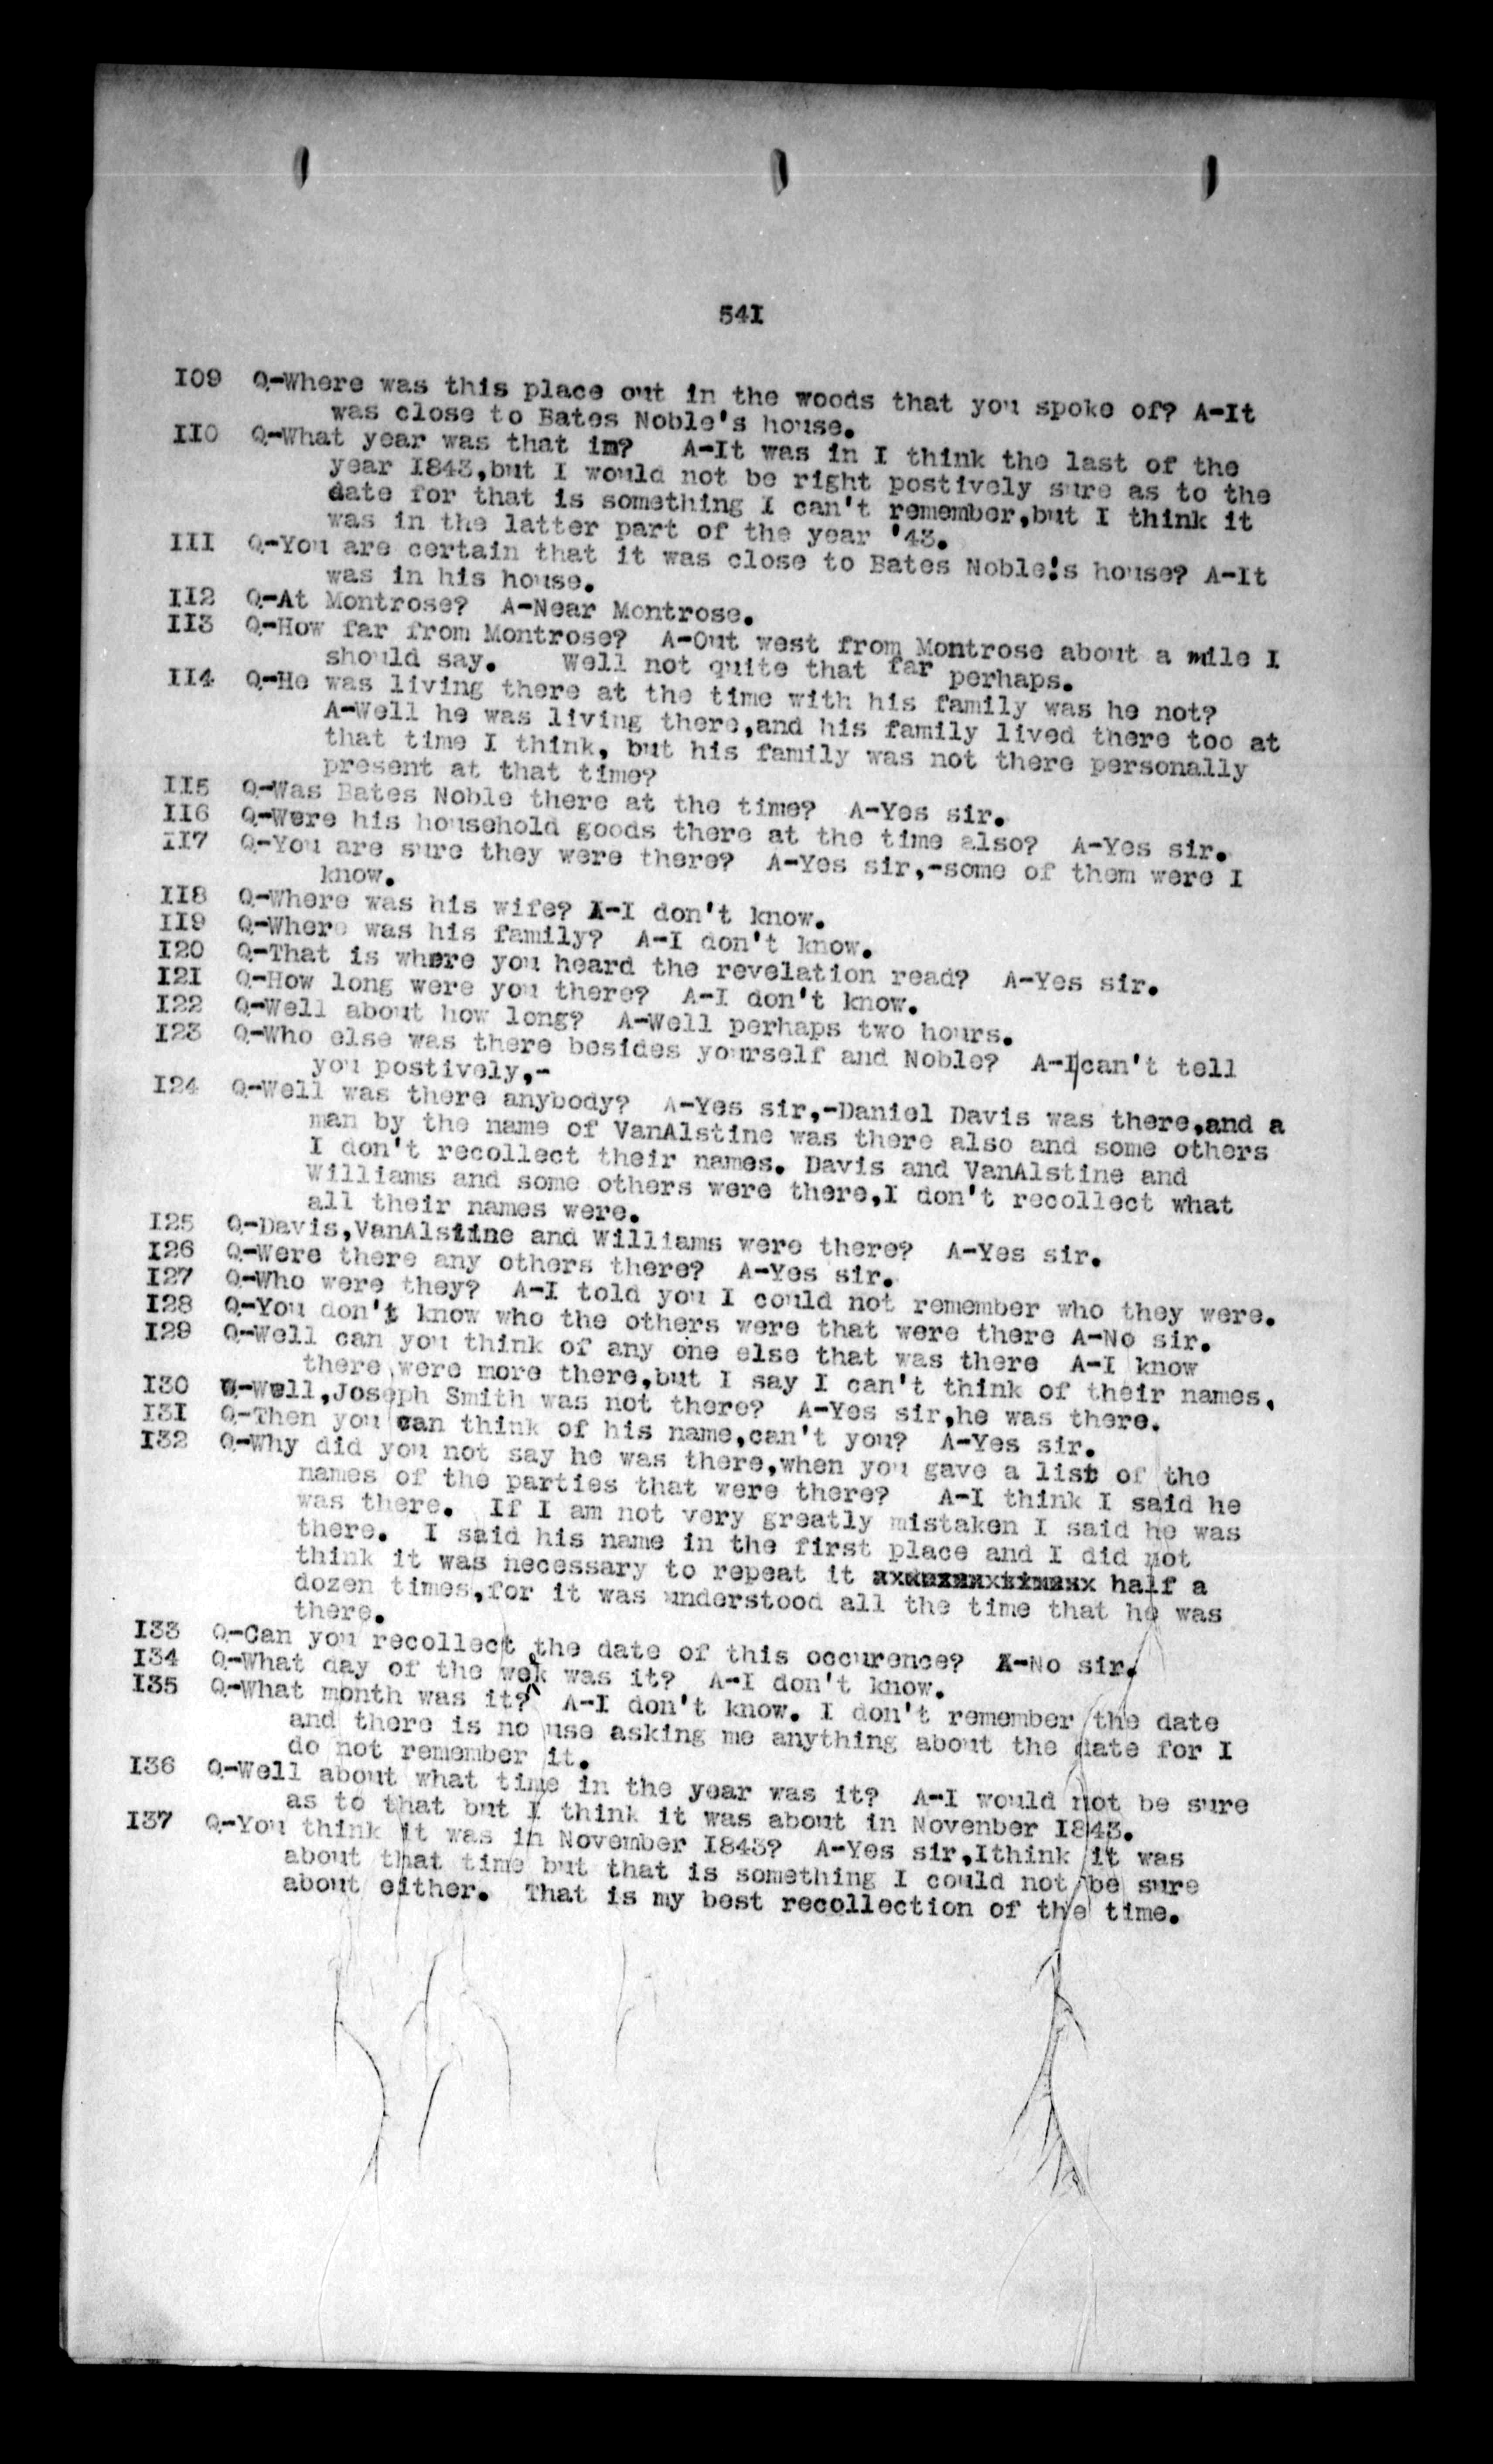 54I
I09 Q-Where was this place out in the woods that you spoke of? A-It
was close to Bates Noble's house.
II0 Q-What year was that im? A-It was in I think the last of the
year I843,but I would not be right postively sure as to the
date for that is something I can't remember,but I think it
was in the latter part of the year '43.
III Q-You are certain that it was close to Bates Noble's house? A-It
was in his house.
II2 Q-At Montrose? A-Near Montrose.
II3 Q-How far from Montrose? A-Out west from Montrose about a mile I
should say. Well not quite that far perhaps.
II4 Q-He was living there at the time with his family was he not?
A-Well he was living there,and his family lived there too at
that time I think, but his family was not there personally
present at that time?
II5 Q-Was Bates Noble there at the time? A-Yes sir.
II6 Q-Were his household goods there at the time also? A-Yes sir.
II7 Q-You are sure they were there? A-Yes sir,-some of them were I
know.
II8 Q-Where was his wife? A-I don't know.
II9 Q-Where was his family? A-I don't know.
I20 Q-That is where you heard the revelation read? A-Yes sir.
I2I Q-How long were you there? A-I don't know.
I22 Q-Well about how long? A-Well perhaps two hours.
I23 Q-Who else was there besides yourself and Noble? A-I can't tell
you postively,-
I24 Q-Well was there anybody? A-Yes sir,-Daniel Davis was there,and a
man by the name of VanAlstine was there also and some others
I don't recollect their names. Davis and VanAlstine and
Williams and some others were there,I don't recollect what
all their names were.
I25 Q-Davis,VanAlstine and Williams were there? A-Yes sir.
I26 Q-Were there any others there? A-Yes sir.
I27 Q-Who were they? A-I told you I could not remember who they were.
I28 Q-You don't know who the others were that were there A-No sir.
I29 Q-Well can you think of any one else that was there A-I know
there were more there,but I say I can't think of their names.
I30 Q-Well,Joseph Smith was not there? A-Yes sir,he was there.
I3I Q-Then you can think of his name,can't you? A-Yes sir.
I32 Q-Why did you not say he was there,when you gave a list of the
names of the parties that were there? A-I think I said he
was there. If I am not very greatly mistaken I said he was
there. I said his name in the first place and I did not
think it was necessary to repeat it half a
dozen times,for it was understood all the time that he was
there.
I33 Q-Can you recollect the date of this occurence? A-No sir.
I34 Q-What day of the week was it? A-I don't know.
I35 Q-What month was it? A-I don't know. I don't remember the date
and there is no use asking me anything about the date for I
do not remember it.
I36 Q-Well about what time in the year was it? A-I would not be sure
as to that but I think it was about in Novenber I843.
I37 Q-You think it was in November I843? A-Yes sir,Ithink it was
about that time but that is something I could not be sure
about either. That is my best recollection of the time.